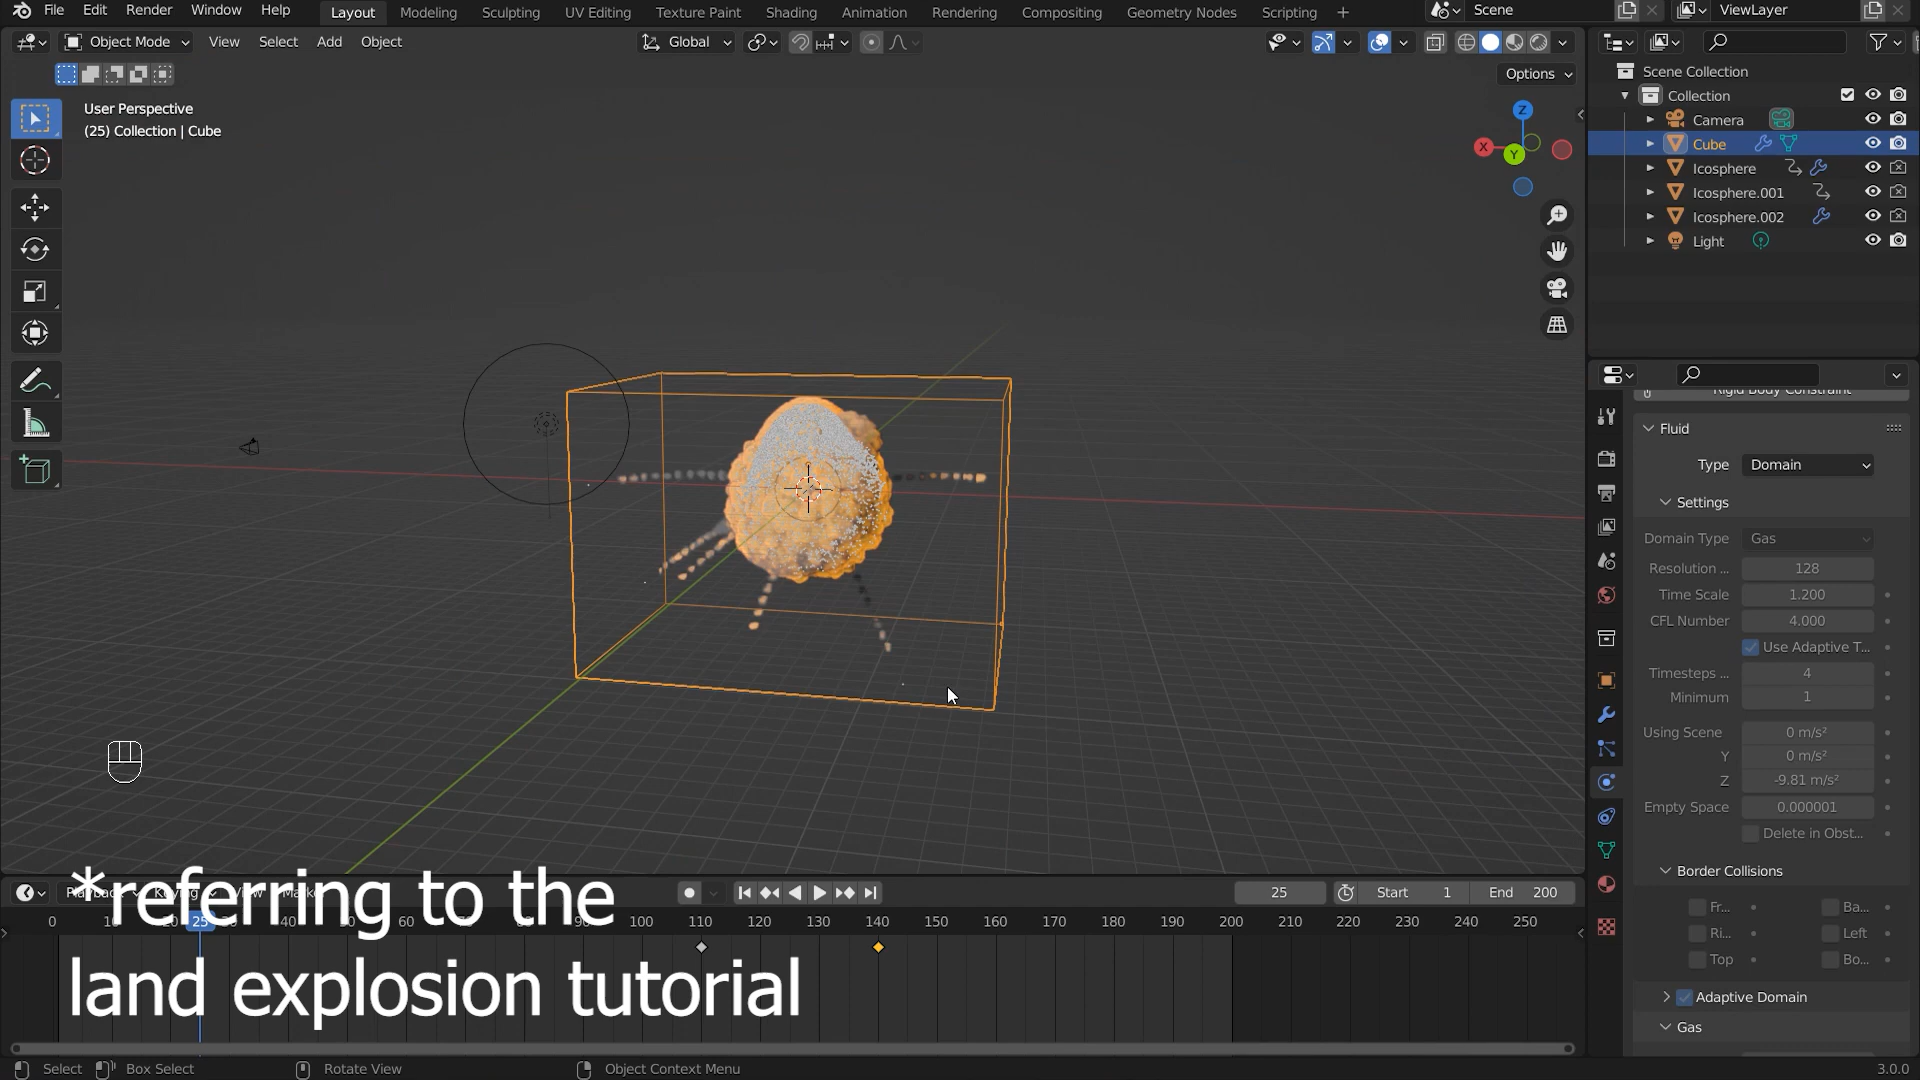 File Edit Render Window Help Layout Modeling Sculpting UV Editing Texture Paint Shading Animation Rendering Compositing Geometry Nodes Scripting + Scene ViewLayer
Object Mode View Select Add Object Global
Options
User Perspective
(25) Collection | Cube
Z
X
Y
Scene Collection
Collection
Camera
Cube
Icosphere
Icosphere.001
Icosphere.002
Light
Rigid Body Constraint
Fluid
Type Domain
Settings
Domain Type Gas
Resolution ... 128
Time Scale 1.200
CFL Number 4.000
Use Adaptive T...
Timesteps ... 4
Minimum 1
Using Scene 0 m/s²
Y 0 m/s²
Z -9.81 m/s²
Empty Space 0.000001
Delete in Obst...
Border Collisions
Fr... Ba...
Ri... Left
Top Bo...
Adaptive Domain
Gas
*referring to the
land explosion tutorial
25 Start 1 End 200
0 25 40 60 100 110 120 130 140 150 160 170 180 190 200 210 220 230 240 250
Select Box Select Rotate View Object Context Menu 3.0.0